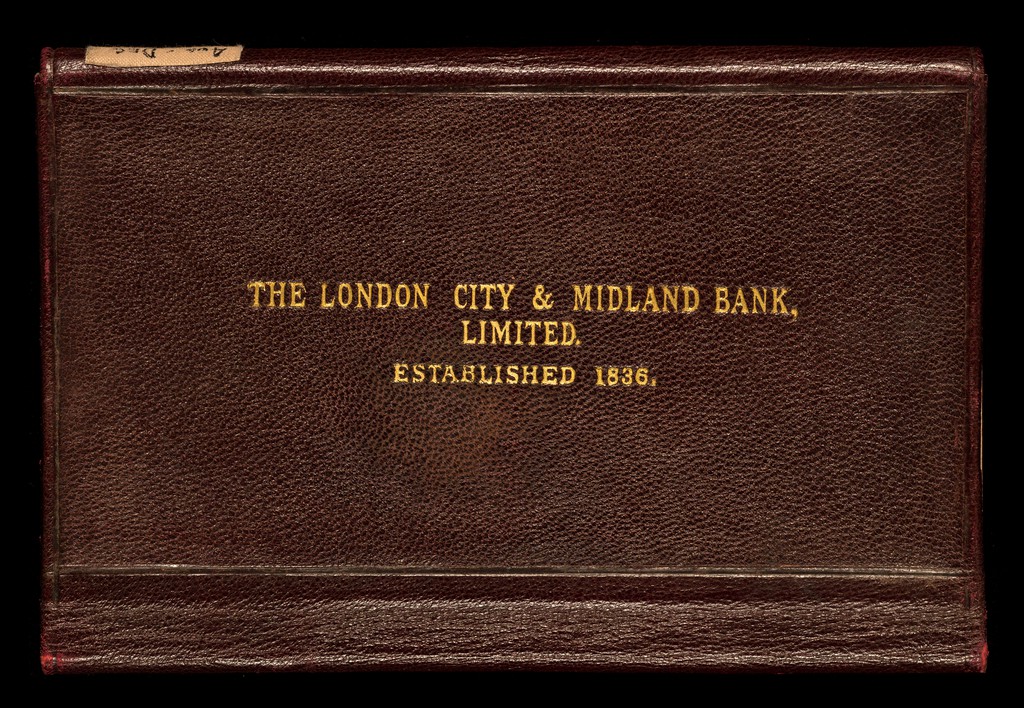 THE LONDON CITY & MIDLAND BANK,
LIMITED.
ESTABLISHED 1836.